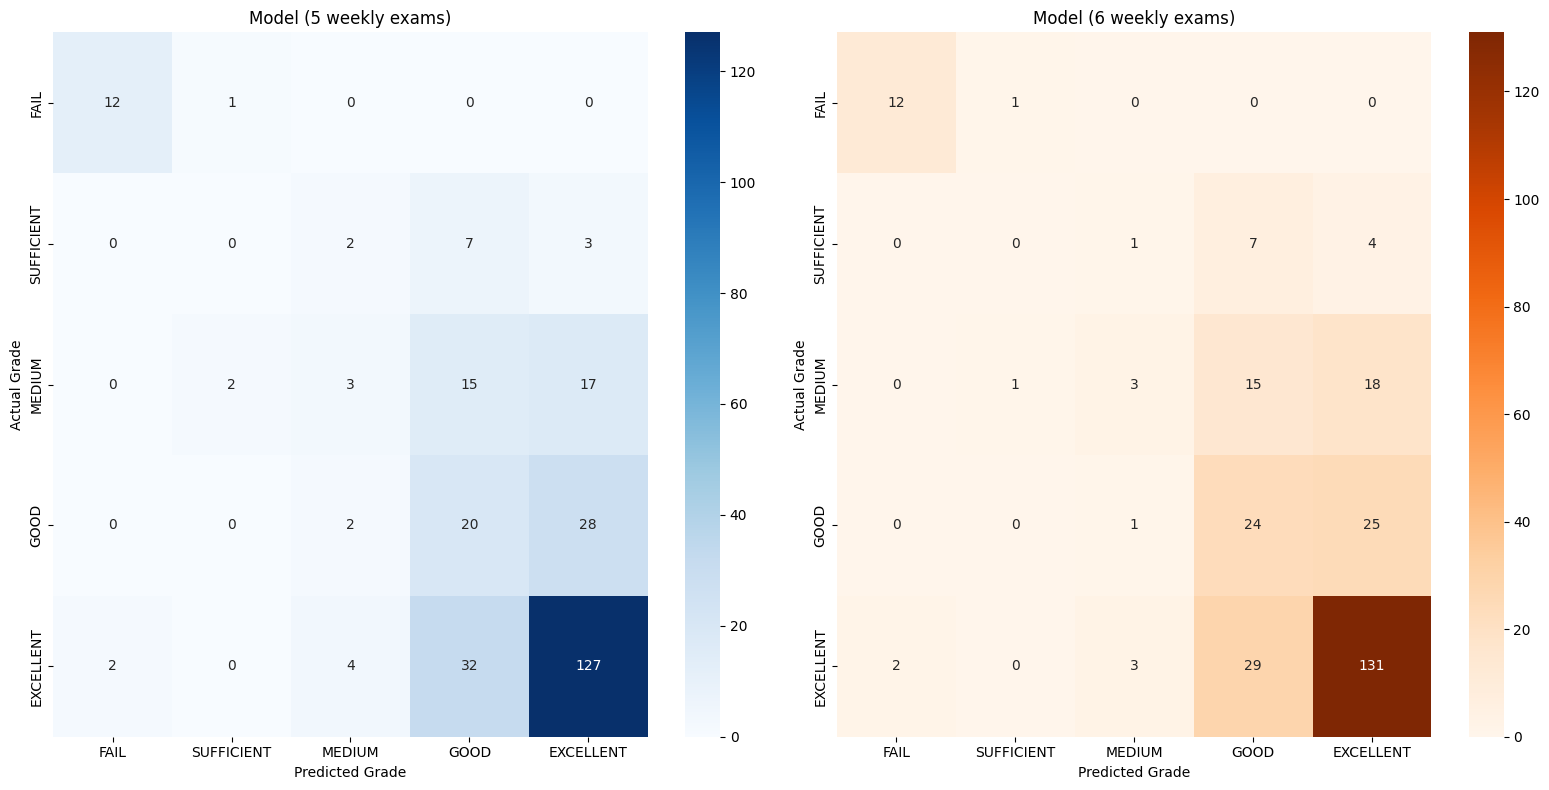 Model (5 weekly exams)
Actual Grade
FAIL 12 1 0 0 0
SUFFICIENT 0 0 2 7 3
MEDIUM 0 2 3 15 17
GOOD 0 0 2 20 28
EXCELLENT 2 0 4 32 127
FAIL SUFFICIENT MEDIUM GOOD EXCELLENT
Predicted Grade
120
100
80
60
40
20
0
Model (6 weekly exams)
Actual Grade
FAIL 12 1 0 0 0
SUFFICIENT 0 0 1 7 4
MEDIUM 0 1 3 15 18
GOOD 0 0 1 24 25
EXCELLENT 2 0 3 29 131
FAIL SUFFICIENT MEDIUM GOOD EXCELLENT
Predicted Grade
120
100
80
60
40
20
0